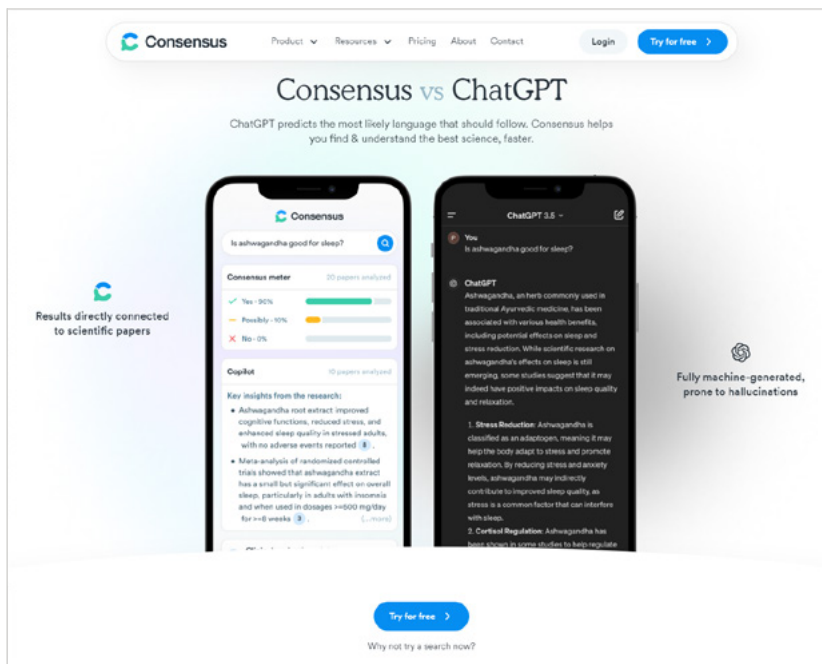 Consensus
Product
Resources
Pricing
About
Contact
Login
Try for free
Consensus vs ChatGPT
ChatGPT predicts the most likely language that should follow. Consensus helps
you find & understand the best science, faster.
Results directly connected
to scientific papers
Consensus
Is ashwagandha good for sleep?
Consensus meter
20 papers analyzed
Yes - 90%
Possibly - 10%
No - 0%
Copilot
10 papers analyzed
Key insights from the research:
• Ashwagandha root extract improved
cognitive functions, reduced stress, and
enhanced sleep quality in stressed adults,
with no adverse events reported 3 .
• Meta-analysis of randomized controlled
trials showed that ashwagandha extract
has a small but significant effect on overall
sleep, particularly in adults with insomnia
and when used in dosages >=600 mg/day
for >=8 weeks 3 .
(...more)
ChatGPT 3.5
You
Is ashwagandha good for sleep?
ChatGPT
Ashwagandha, an herb commonly used in
traditional Ayurvedic medicine, has been
associated with various health benefits,
including potential effects on sleep and
stress reduction. While scientific research on
ashwagandha's effects on sleep is still
emerging, some studies suggest that it may
indeed have positive impacts on sleep quality
and relaxation.
1. Stress Reduction: Ashwagandha is
classified as an adaptogen, meaning it may
help the body adapt to stress and promote
relaxation. By reducing stress and anxiety
levels, ashwagandha may indirectly
contribute to improved sleep quality, as
stress is a common factor that can interfere
with sleep.
2. Cortisol Regulation: Ashwagandha has
been shown in some studies to help regulate
Fully machine-generated,
prone to hallucinations
Try for free
Why not try a search now?